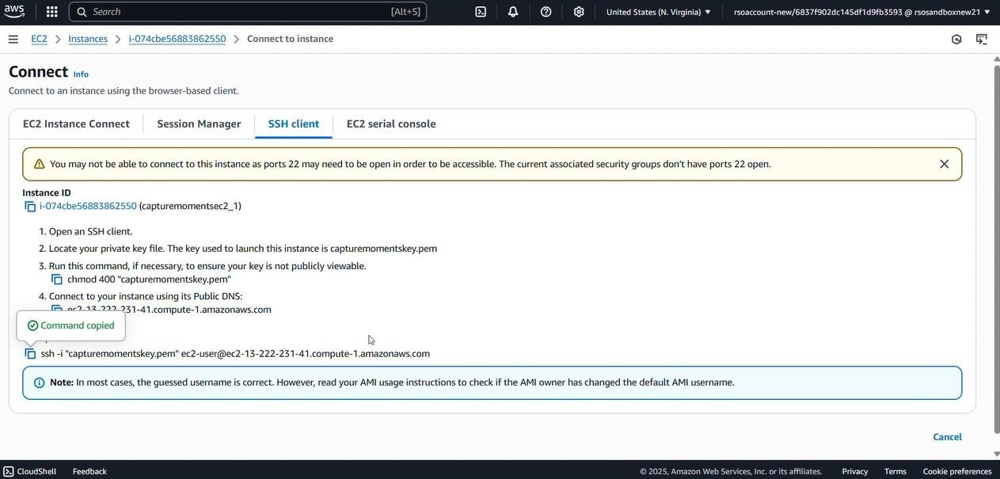 aws Search [Alt+S] United States (N. Virginia) rsoaccount-new/6837f902dc145df1d9fb3593 @ rsosandboxnew21
EC2 Instances i-074cbe56883862550 Connect to instance
Connect Info
Connect to an instance using the browser-based client.
EC2 Instance Connect Session Manager SSH client EC2 serial console
You may not be able to connect to this instance as ports 22 may need to be open in order to be accessible. The current associated security groups don't have ports 22 open.
Instance ID
i-074cbe56883862550 (capturemomentsec2_1)
1. Open an SSH client.
2. Locate your private key file. The key used to launch this instance is capturemomentskey.pem
3. Run this command, if necessary, to ensure your key is not publicly viewable.
chmod 400 "capturemomentskey.pem"
4. Connect to your instance using its Public DNS:
ec2-13-222-231-41.compute-1.amazonaws.com
Command copied
ssh -i "capturemomentskey.pem" ec2-user@ec2-13-222-231-41.compute-1.amazonaws.com
Note: In most cases, the guessed username is correct. However, read your AMI usage instructions to check if the AMI owner has changed the default AMI username.
Cancel
CloudShell Feedback © 2025, Amazon Web Services, Inc. or its affiliates. Privacy Terms Cookie preferences